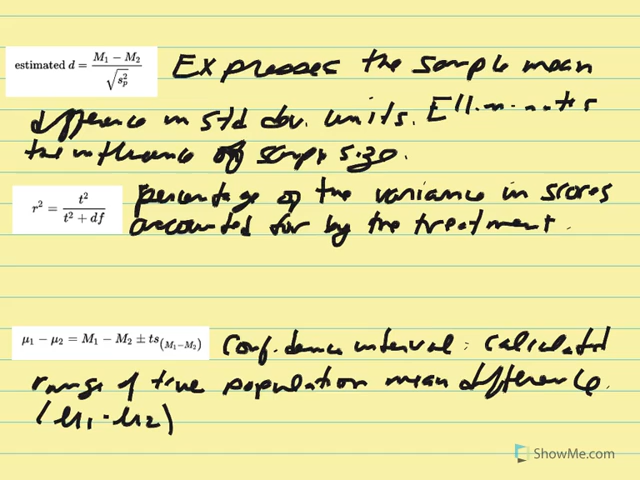 estimated d = (M₁ − M₂) / √s²ₚ Expresses the sample mean
difference in std dev. units. Eliminates
the influence of sample size.
r² = t² / (t² + df) percentage of the variance in scores
accounted for by the treatment.
μ₁ − μ₂ = M₁ − M₂ ± ts(M₁−M₂) Confidence interval: calculated
range of true population mean difference.
(μ₁ - μ₂)
ShowMe.com